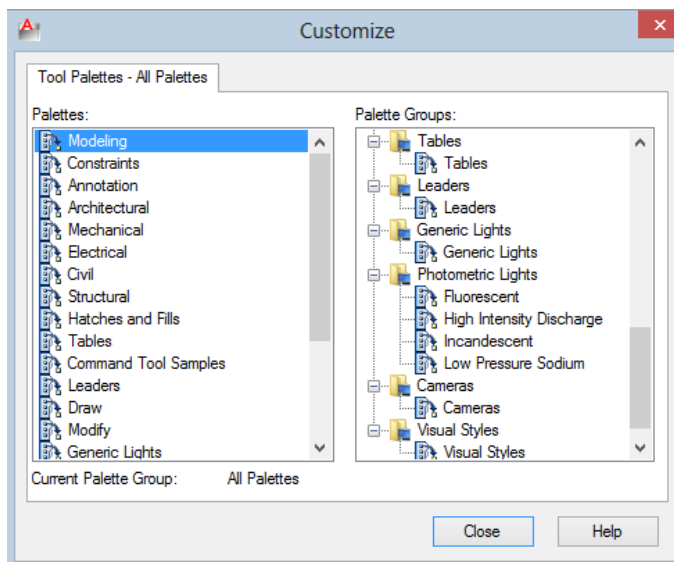 Customize
Tool Palettes - All Palettes
Palettes:
Modeling
Constraints
Annotation
Architectural
Mechanical
Electrical
Civil
Structural
Hatches and Fills
Tables
Command Tool Samples
Leaders
Draw
Modify
Generic Lights
Palette Groups:
Tables
Tables
Leaders
Leaders
Generic Lights
Generic Lights
Photometric Lights
Fluorescent
High Intensity Discharge
Incandescent
Low Pressure Sodium
Cameras
Cameras
Visual Styles
Visual Styles
Current Palette Group: All Palettes
Close Help